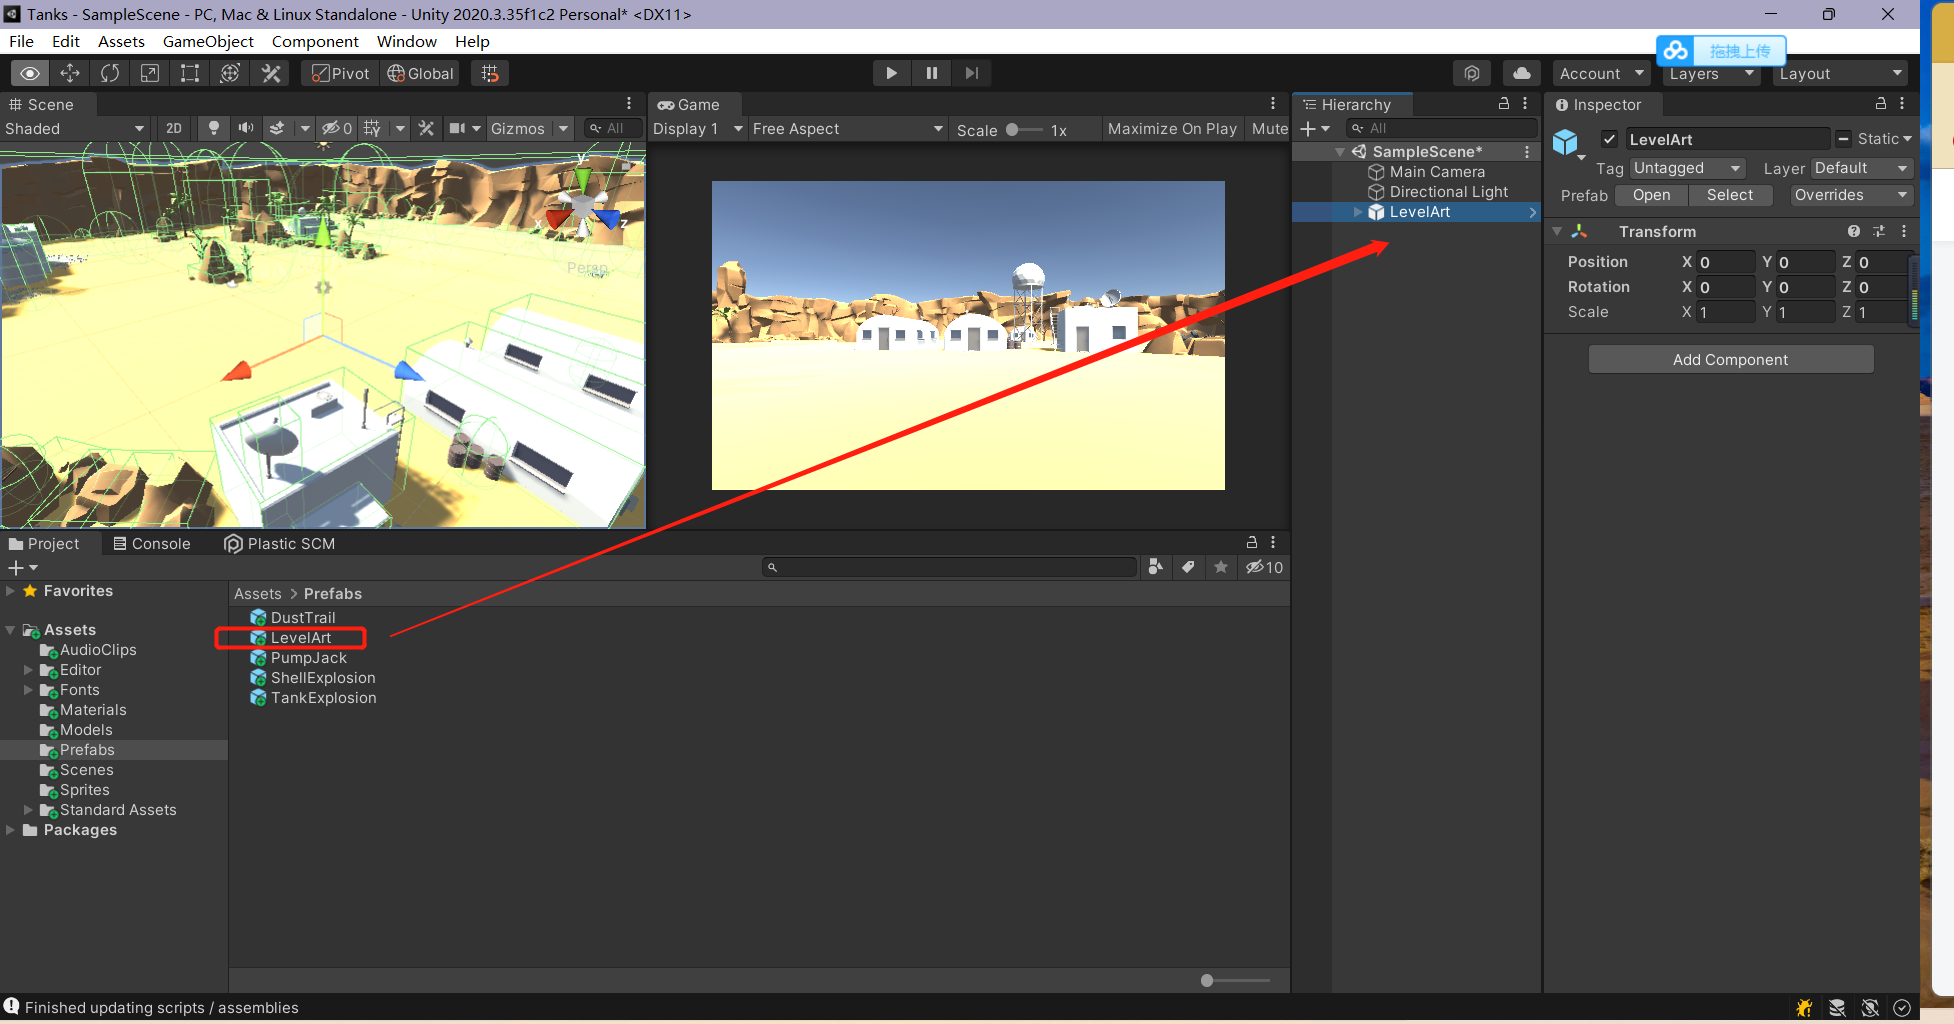 Tanks - SampleScene - PC, Mac & Linux Standalone - Unity 2020.3.35f1c2 Personal* <DX11>
File Edit Assets GameObject Component Window Help
拖拽上传
Pivot Global Account Layers Layout
Scene
Shaded 2D 0 Gizmos All
y
x
z
Persp
Game
Display 1 Free Aspect Scale 1x Maximize On Play Mute
Hierarchy
All
SampleScene*
Main Camera
Directional Light
LevelArt
Inspector
LevelArt Static
Tag Untagged Layer Default
Prefab Open Select Overrides
Transform
Position X 0 Y 0 Z 0
Rotation X 0 Y 0 Z 0
Scale X 1 Y 1 Z 1
Add Component
Project Console Plastic SCM
10
Favorites
Assets
AudioClips
Editor
Fonts
Materials
Models
Prefabs
Scenes
Sprites
Standard Assets
Packages
Assets > Prefabs
DustTrail
LevelArt
PumpJack
ShellExplosion
TankExplosion
Finished updating scripts / assemblies